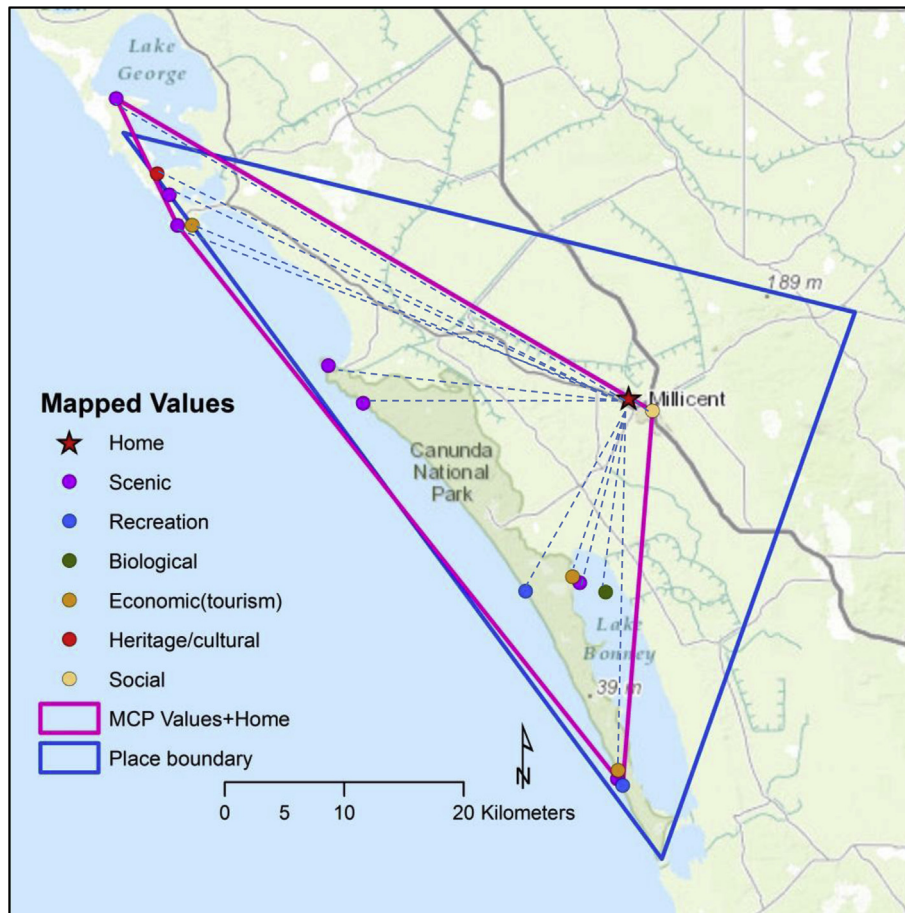 Lake
George
189 m
Millicent
Mapped Values
Home
Scenic
Recreation
Biological
Economic(tourism)
Heritage/cultural
Social
MCP Values+Home
Place boundary
Canunda
National
Park
Lake
Bonney
39 m
N
0 5 10 20 Kilometers